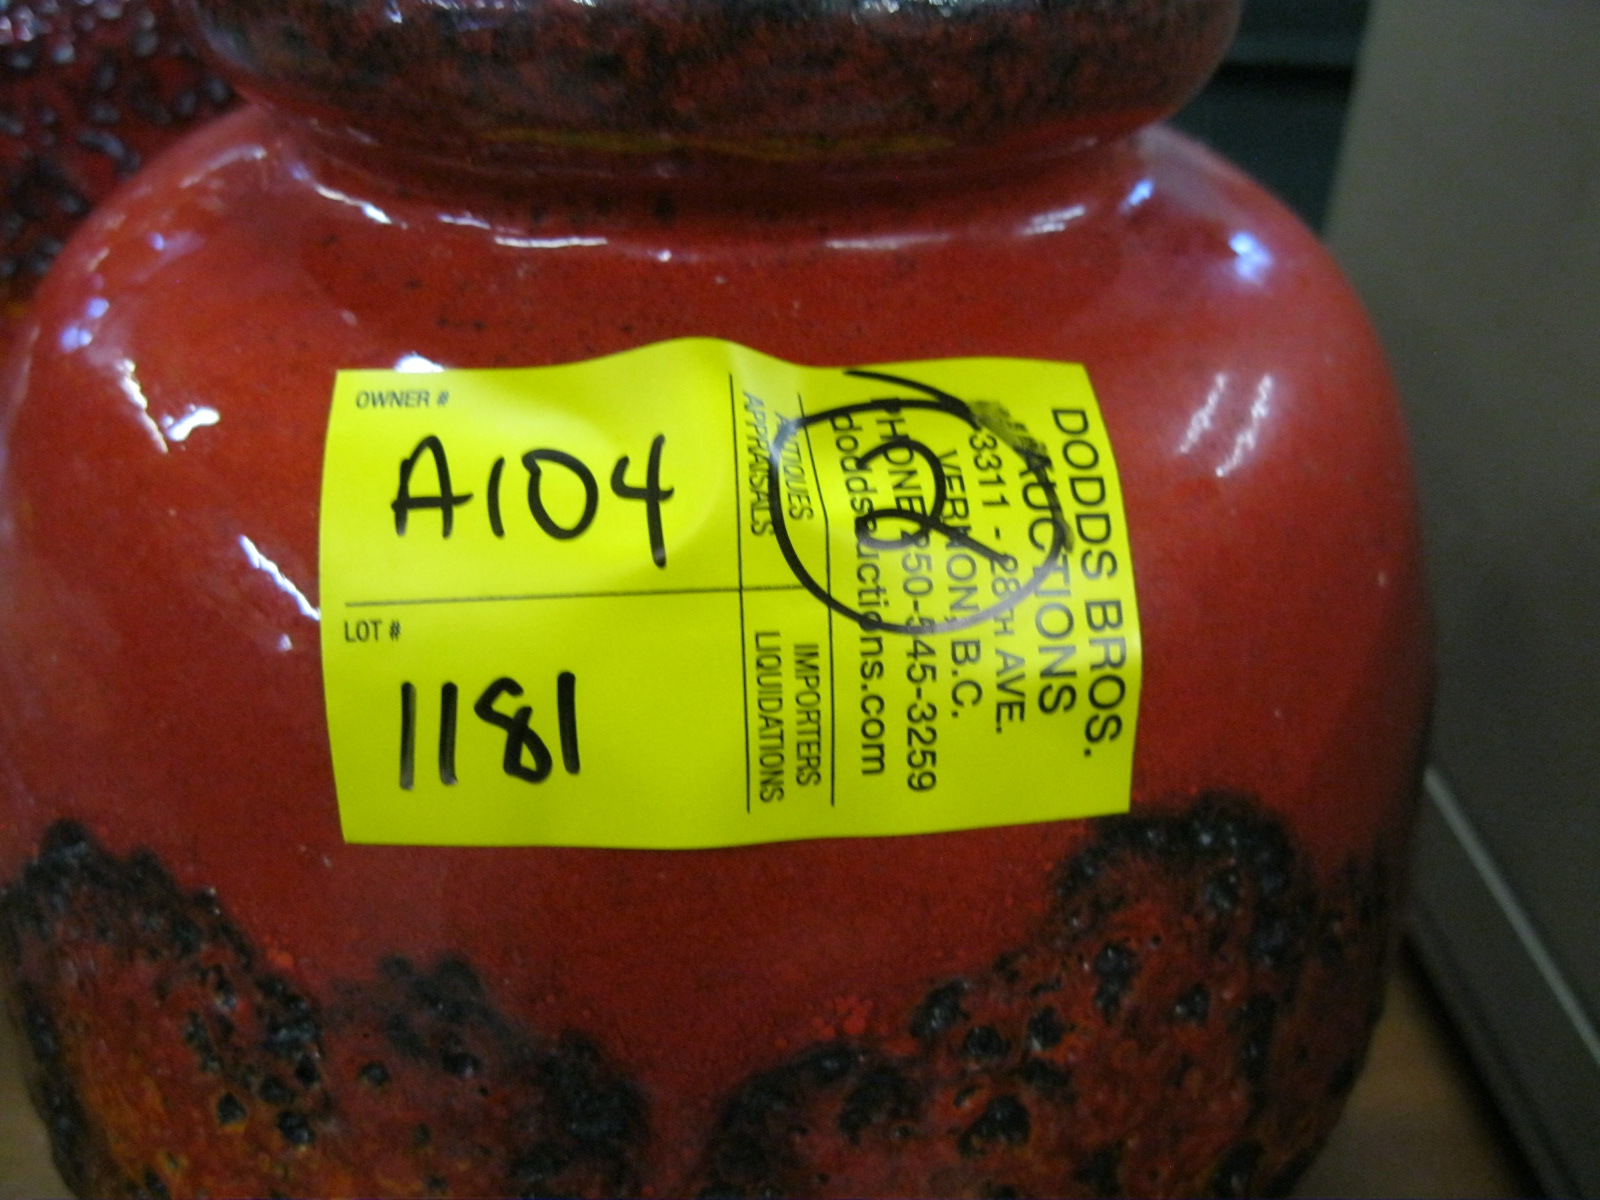 OWNER #
A104
LOT #
1181
DODDS BROS.
AUCTIONS
3311 - 28TH AVE.
VERNON, B.C.
PHONE 250-545-3259
doddsauctions.com
ANTIQUES IMPORTERS
APPRAISALS LIQUIDATIONS
2